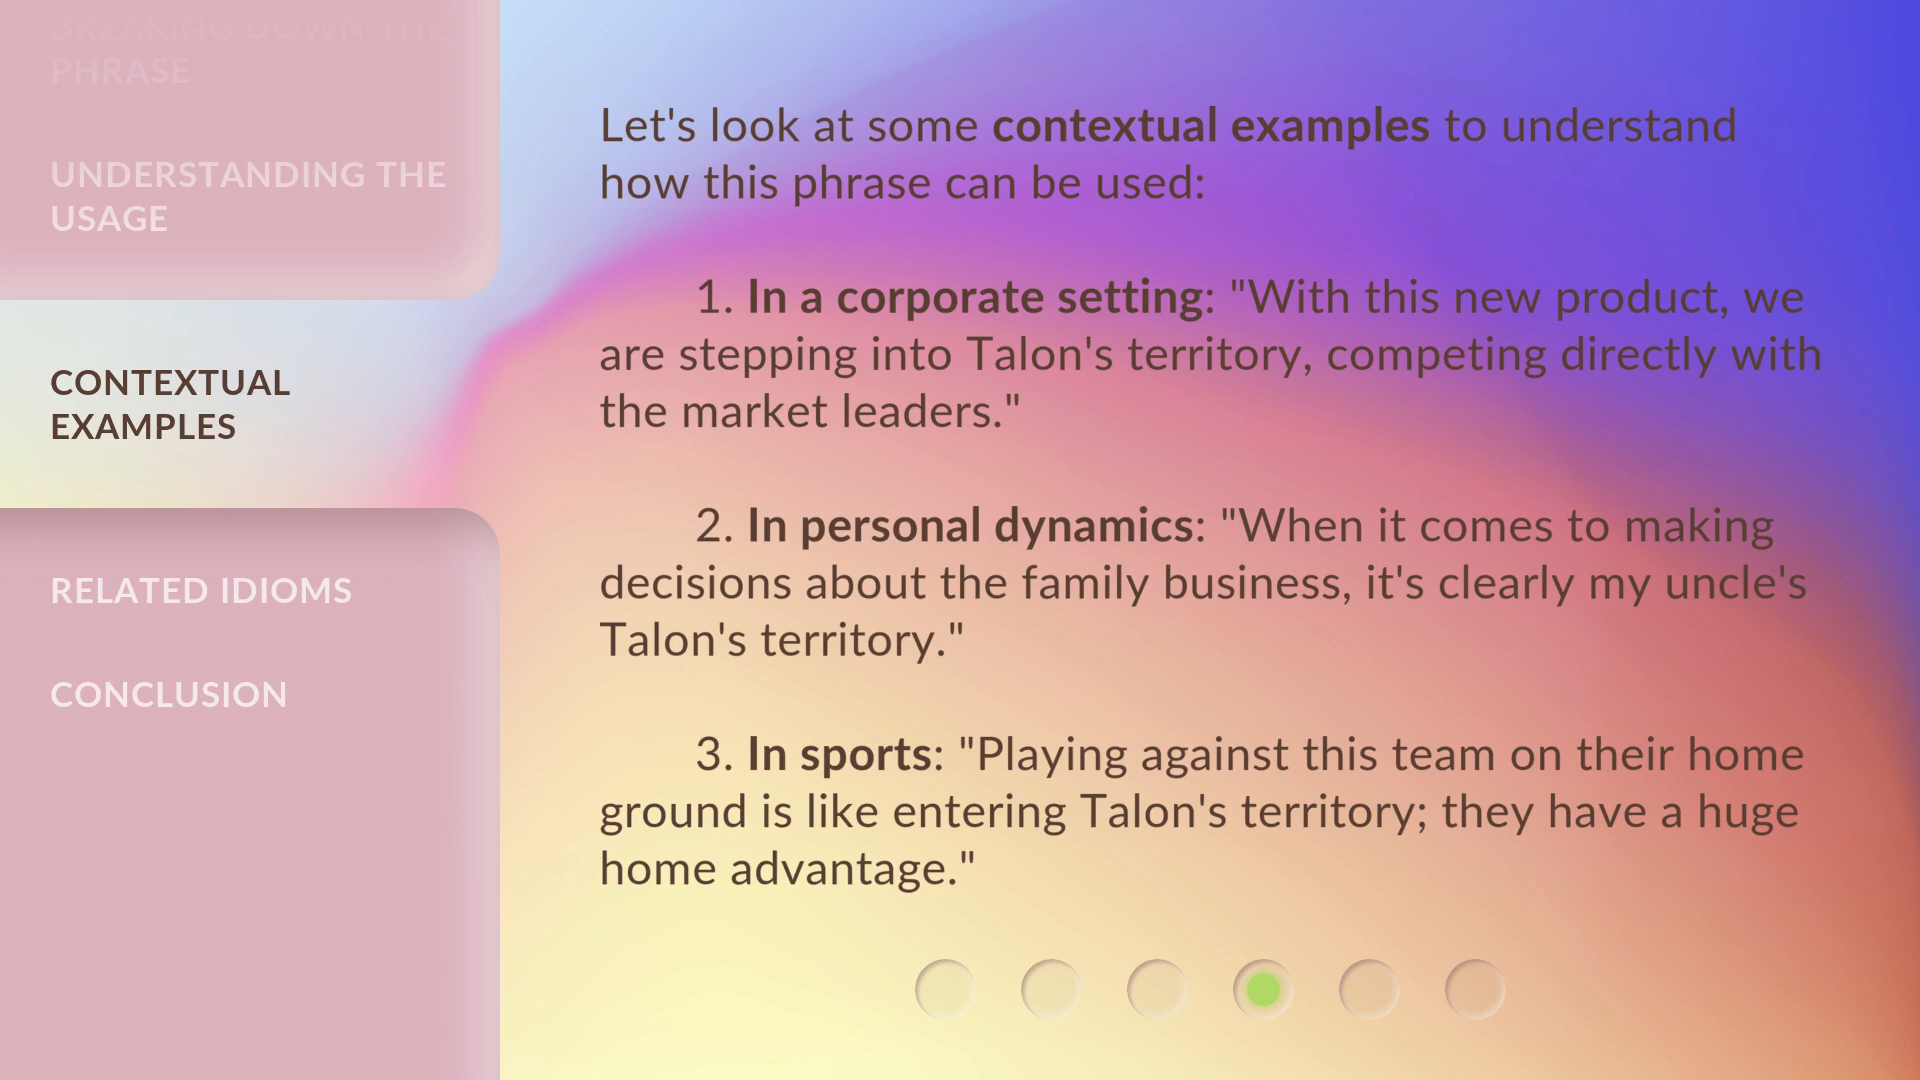 BREAKING DOWN THE
PHRASE
UNDERSTANDING THE
USAGE
CONTEXTUAL
EXAMPLES
RELATED IDIOMS
CONCLUSION
Let's look at some contextual examples to understand
how this phrase can be used:
1. In a corporate setting: "With this new product, we
are stepping into Talon's territory, competing directly with
the market leaders."
2. In personal dynamics: "When it comes to making
decisions about the family business, it's clearly my uncle's
Talon's territory."
3. In sports: "Playing against this team on their home
ground is like entering Talon's territory; they have a huge
home advantage."